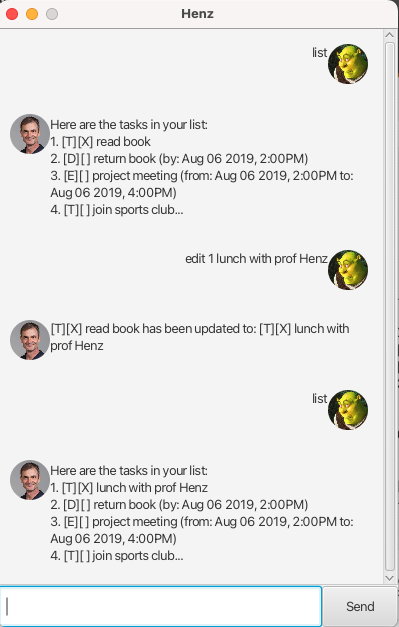 Henz
list
Here are the tasks in your list:
1. [T][X] read book
2. [D][ ] return book (by: Aug 06 2019, 2:00PM)
3. [E][ ] project meeting (from: Aug 06 2019, 2:00PM to:
Aug 06 2019, 4:00PM)
4. [T][ ] join sports club...
edit 1 lunch with prof Henz
[T][X] read book has been updated to: [T][X] lunch with
prof Henz
list
Here are the tasks in your list:
1. [T][X] lunch with prof Henz
2. [D][ ] return book (by: Aug 06 2019, 2:00PM)
3. [E][ ] project meeting (from: Aug 06 2019, 2:00PM to:
Aug 06 2019, 4:00PM)
4. [T][ ] join sports club...
Send